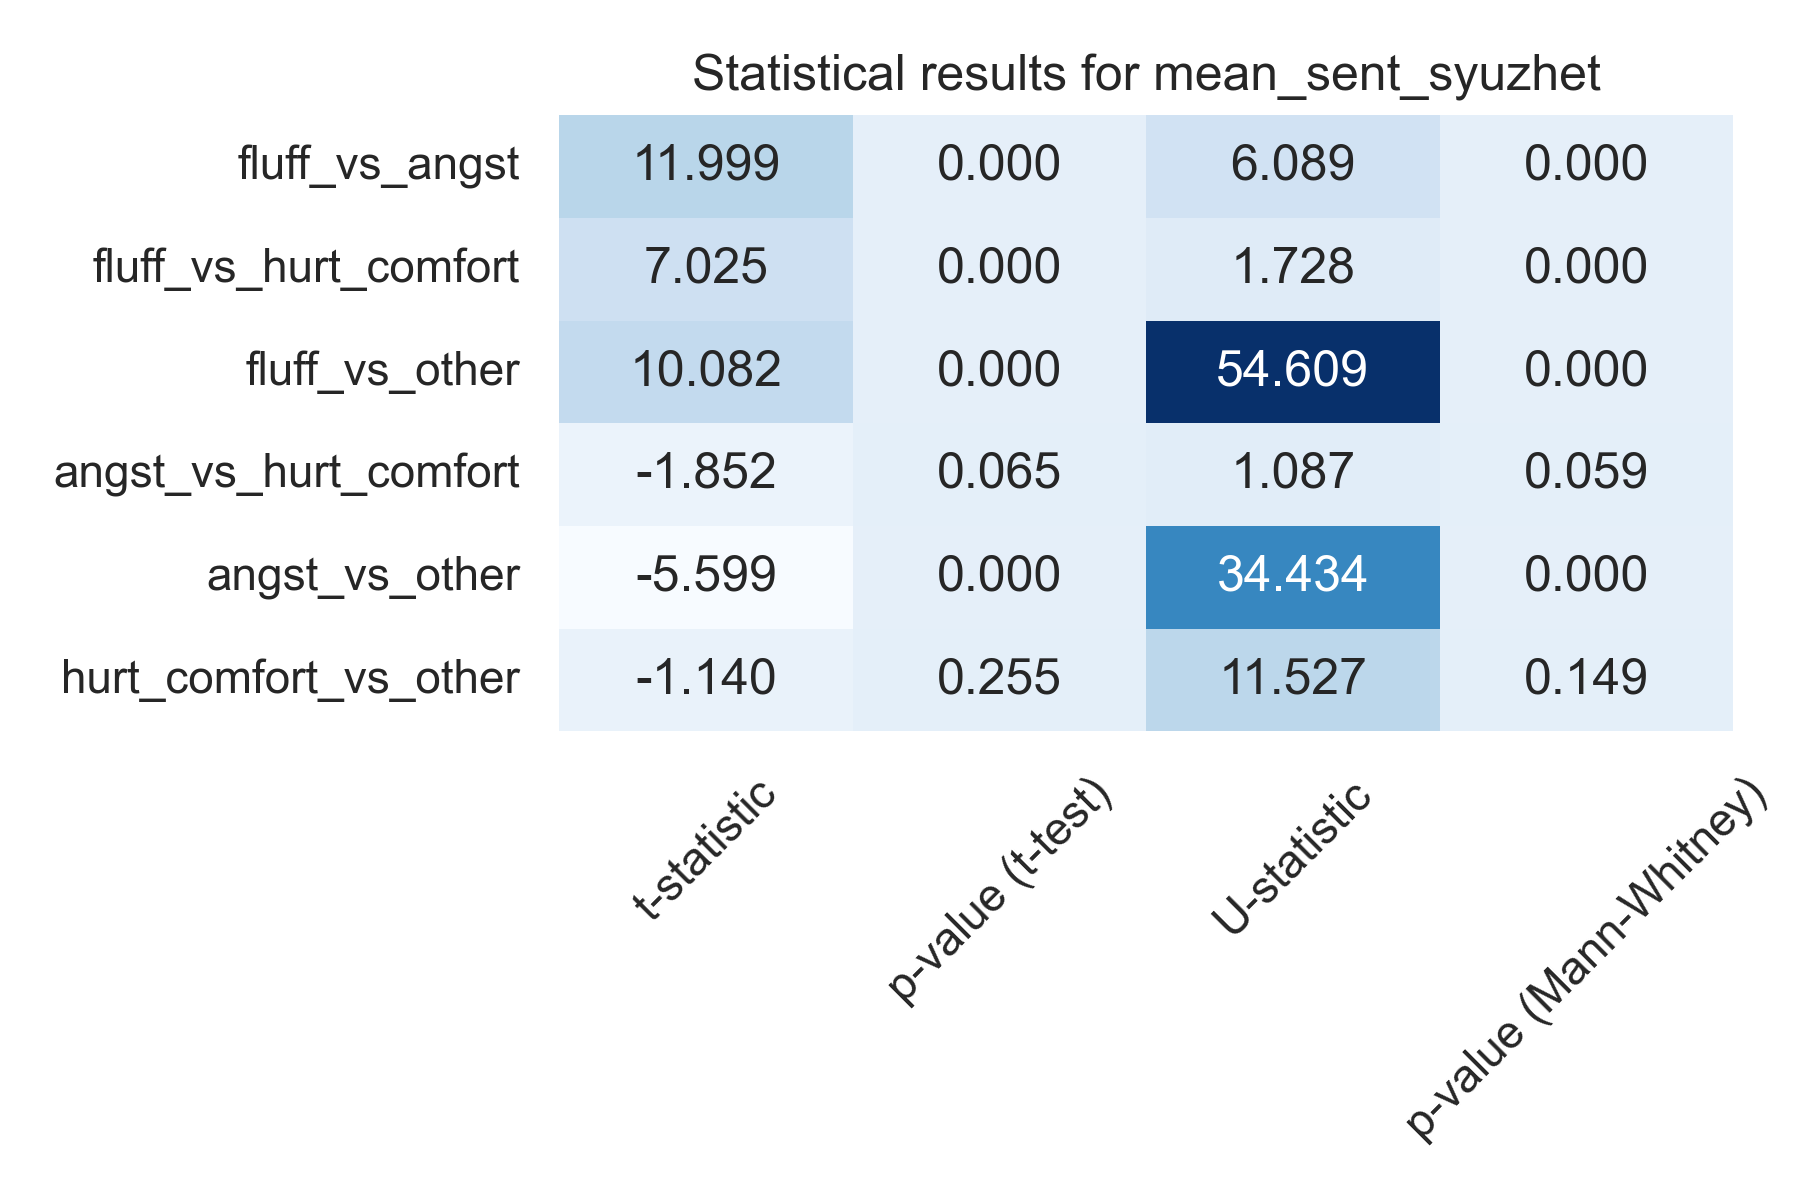 Statistical results for mean_sent_syuzhet
fluff_vs_angst 11.999 0.000 6.089 0.000
fluff_vs_hurt_comfort 7.025 0.000 1.728 0.000
fluff_vs_other 10.082 0.000 54.609 0.000
angst_vs_hurt_comfort -1.852 0.065 1.087 0.059
angst_vs_other -5.599 0.000 34.434 0.000
hurt_comfort_vs_other -1.140 0.255 11.527 0.149
t-statistic
p-value (t-test)
U-statistic
p-value (Mann-Whitney)